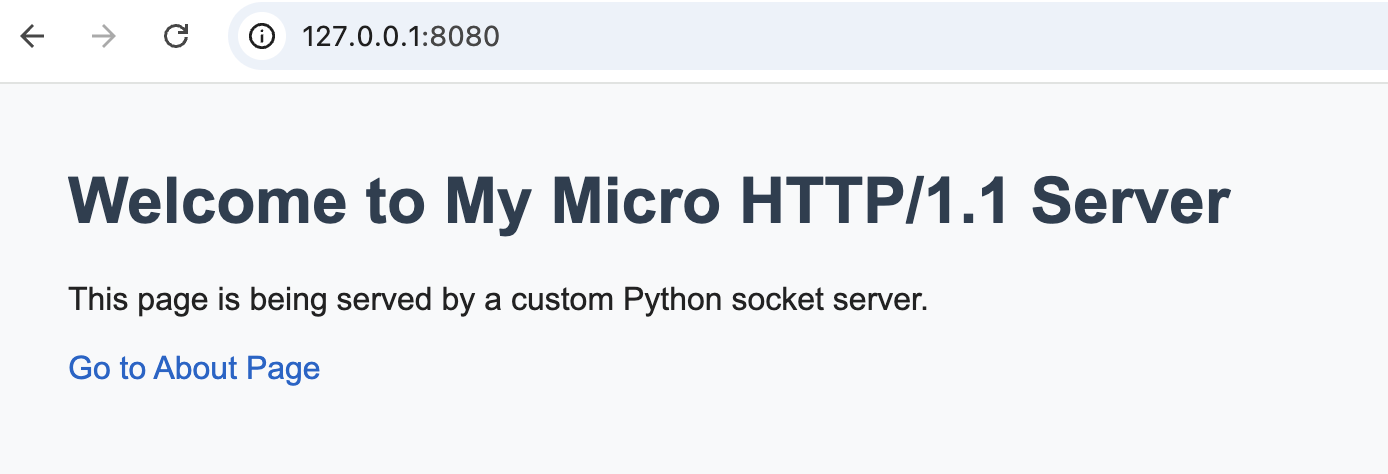 127.0.0.1:8080
Welcome to My Micro HTTP/1.1 Server
This page is being served by a custom Python socket server.
Go to About Page